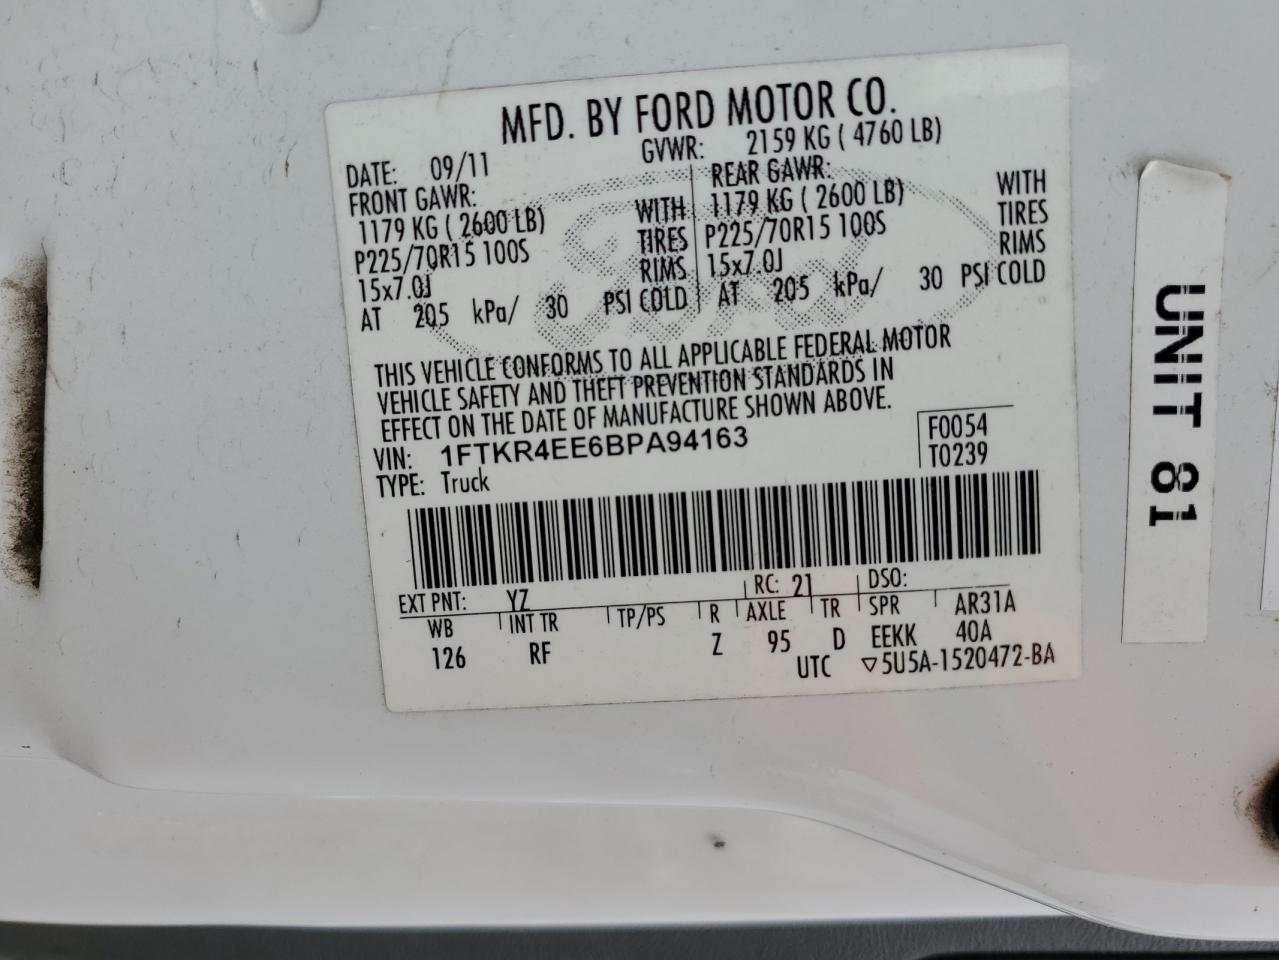 MFD. BY FORD MOTOR CO.
DATE: 09/11 GVWR: 2159 KG ( 4760 LB)
FRONT GAWR:
1179 KG ( 2600 LB) WITH
P225/70R15 100S TIRES
15x7.0J RIMS
AT 205 kPa/ 30 PSI COLD
REAR GAWR: WITH
1179 KG ( 2600 LB) TIRES
P225/70R15 100S RIMS
15x7.0J
AT 205 kPa/ 30 PSI COLD
Ford
THIS VEHICLE CONFORMS TO ALL APPLICABLE FEDERAL MOTOR
VEHICLE SAFETY AND THEFT PREVENTION STANDARDS IN
EFFECT ON THE DATE OF MANUFACTURE SHOWN ABOVE.
VIN: 1FTKR4EE6BPA94163
TYPE: Truck
F0054
T0239
EXT PNT: YZ RC: 21 DSO:
WB INT TR TP/PS R AXLE TR SPR AR31A
126 RF Z 95 D EEKK 40A
UTC ▽5U5A-1520472-BA
UNIT 81